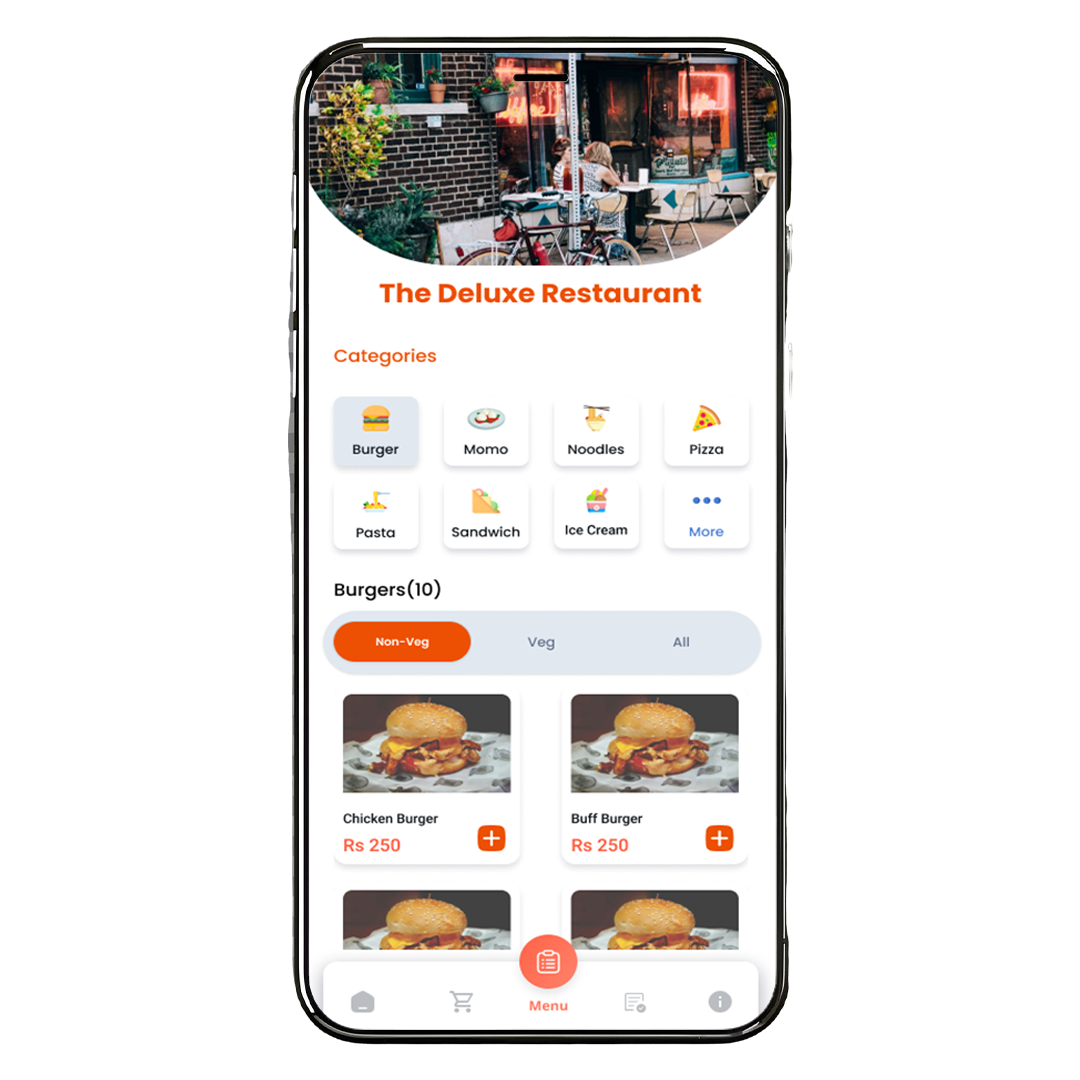 The Deluxe Restaurant
Categories
Burger
Momo
Noodles
Pizza
Pasta
Sandwich
Ice Cream
More
Burgers(10)
Non-Veg
Veg
All
Chicken Burger
Rs 250
Buff Burger
Rs 250
Menu